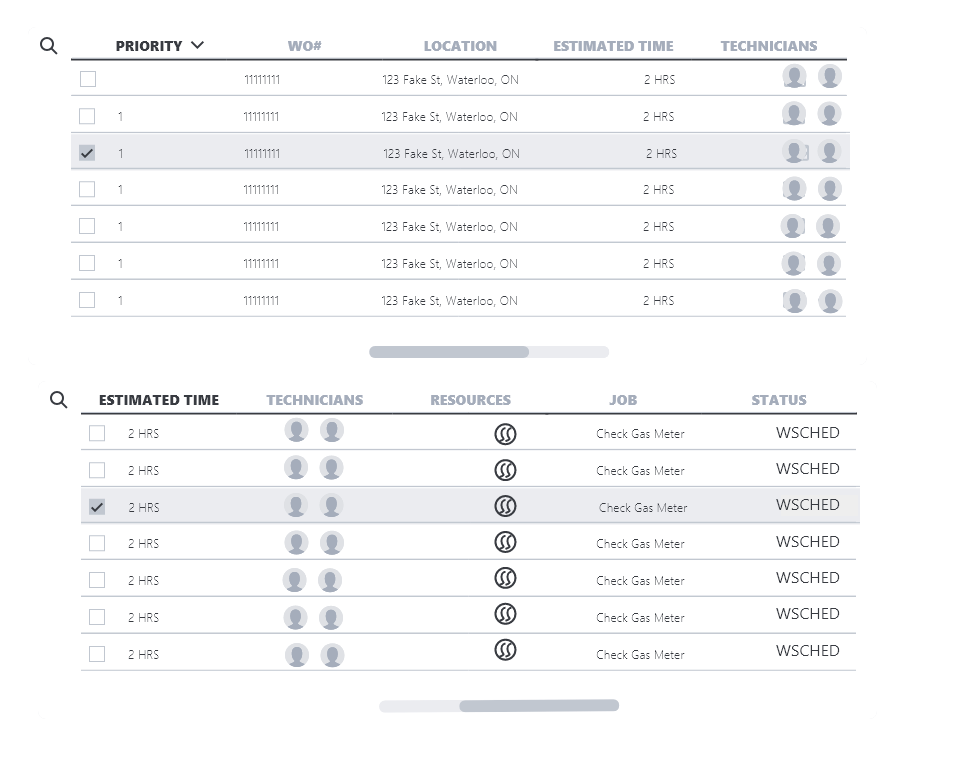 PRIORITY WO# LOCATION ESTIMATED TIME TECHNICIANS
11111111 123 Fake St, Waterloo, ON 2 HRS
1 11111111 123 Fake St, Waterloo, ON 2 HRS
1 11111111 123 Fake St, Waterloo, ON 2 HRS
1 11111111 123 Fake St, Waterloo, ON 2 HRS
1 11111111 123 Fake St, Waterloo, ON 2 HRS
1 11111111 123 Fake St, Waterloo, ON 2 HRS
1 11111111 123 Fake St, Waterloo, ON 2 HRS
ESTIMATED TIME TECHNICIANS RESOURCES JOB STATUS
2 HRS Check Gas Meter WSCHED
2 HRS Check Gas Meter WSCHED
2 HRS Check Gas Meter WSCHED
2 HRS Check Gas Meter WSCHED
2 HRS Check Gas Meter WSCHED
2 HRS Check Gas Meter WSCHED
2 HRS Check Gas Meter WSCHED